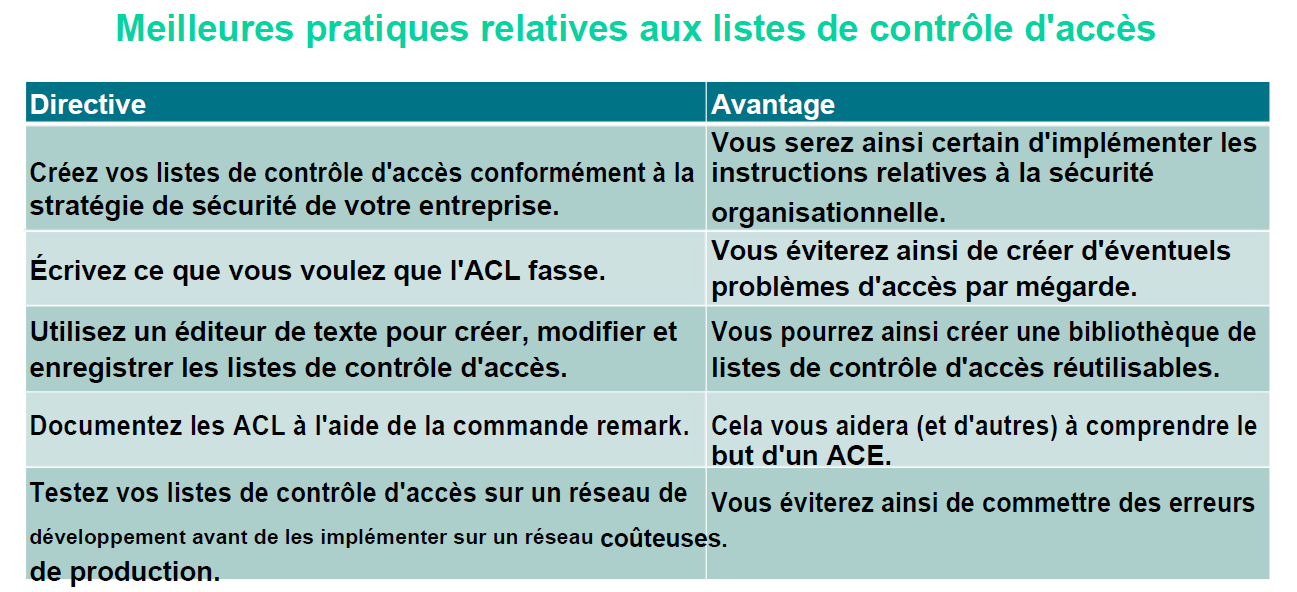 Meilleures pratiques relatives aux listes de contrôle d'accès
Directive
Avantage
Créez vos listes de contrôle d'accès conformément à la
stratégie de sécurité de votre entreprise.
Vous serez ainsi certain d'implémenter les
instructions relatives à la sécurité
organisationnelle.
Écrivez ce que vous voulez que l'ACL fasse.
Vous éviterez ainsi de créer d'éventuels
problèmes d'accès par mégarde.
Utilisez un éditeur de texte pour créer, modifier et
enregistrer les listes de contrôle d'accès.
Vous pourrez ainsi créer une bibliothèque de
listes de contrôle d'accès réutilisables.
Documentez les ACL à l'aide de la commande remark.
Cela vous aidera (et d'autres) à comprendre le
but d'un ACE.
Testez vos listes de contrôle d'accès sur un réseau de
développement avant de les implémenter sur un réseau
de production.
Vous éviterez ainsi de commettre des erreurs
coûteuses.